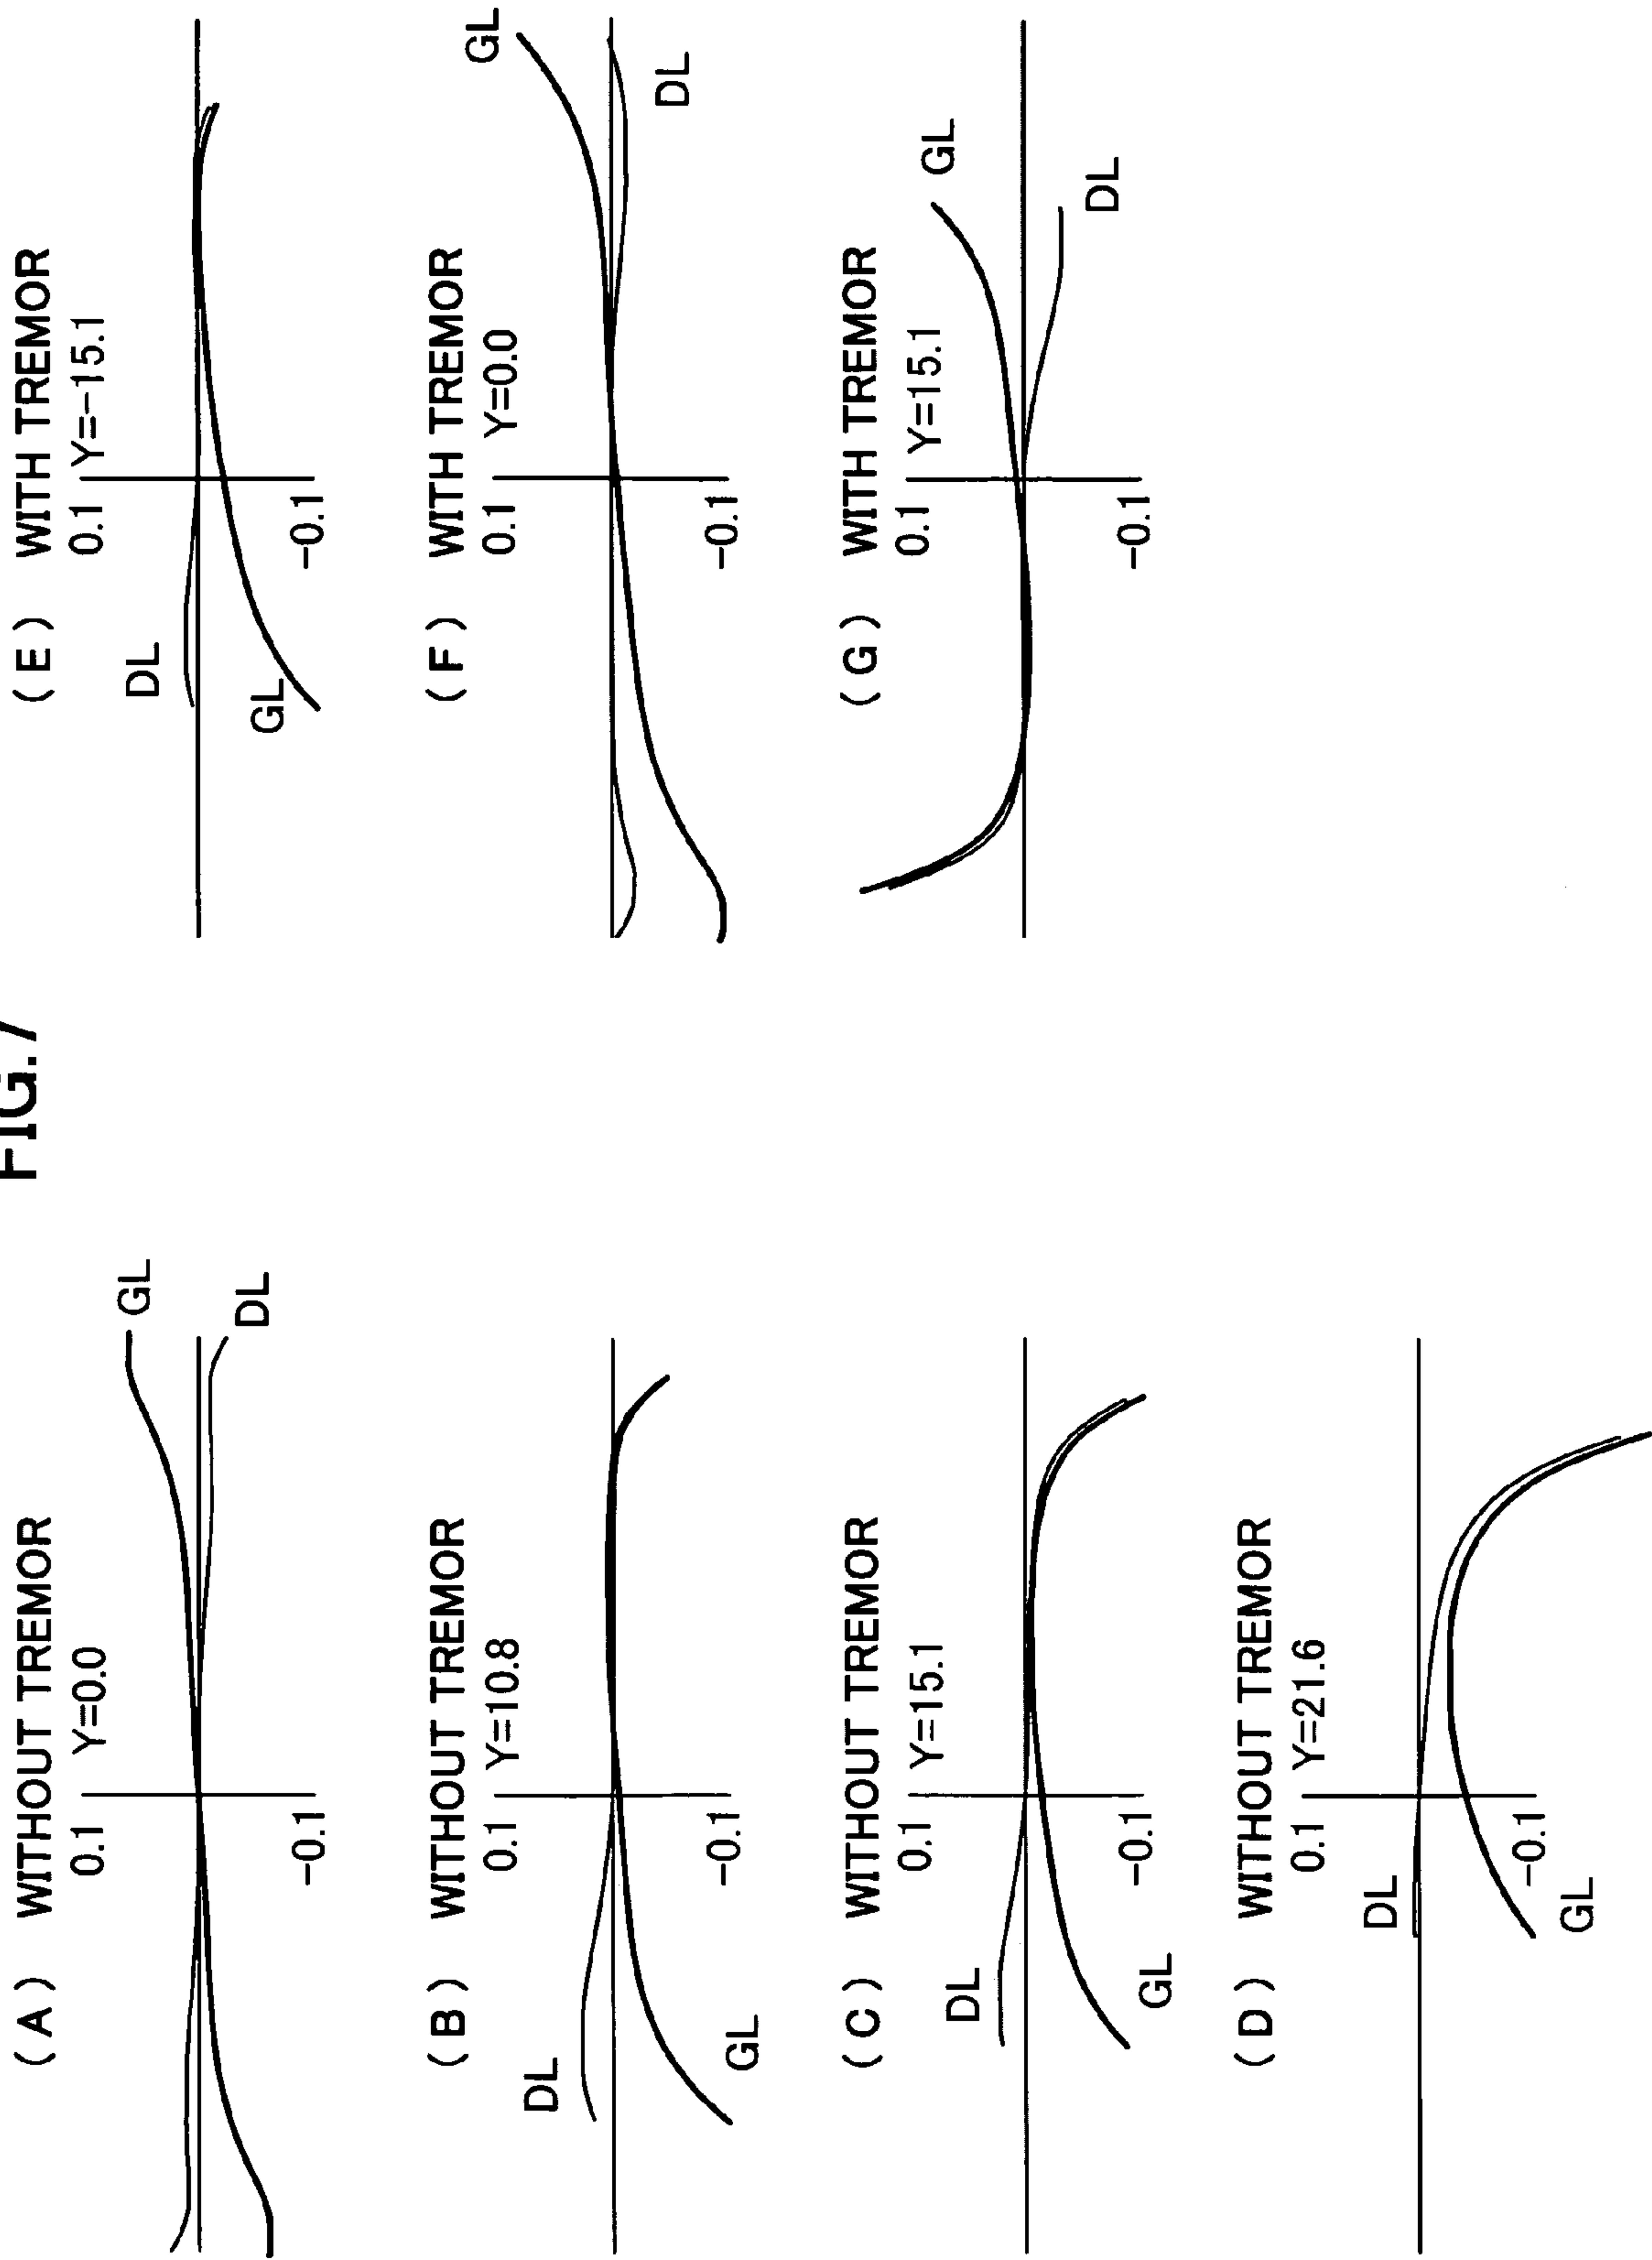 FIG.7
(A) WITHOUT TREMOR
0.1 Y=0.0
GL
DL
-0.1
(B) WITHOUT TREMOR
0.1 Y=10.8
DL
-0.1
GL
(C) WITHOUT TREMOR
0.1 Y=15.1
DL
-0.1
GL
(D) WITHOUT TREMOR
0.1 Y=21.6
DL
-0.1
GL
(E) WITH TREMOR
0.1 Y=-15.1
DL
GL
-0.1
(F) WITH TREMOR
0.1 Y=0.0
GL
DL
-0.1
(G) WITH TREMOR
0.1 Y=15.1
GL
DL
-0.1